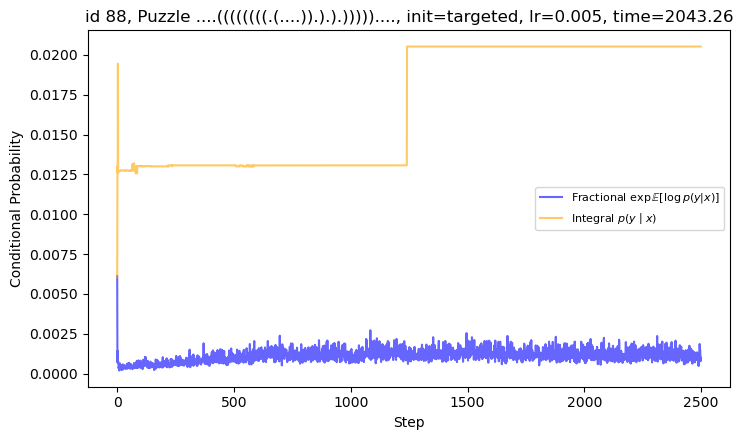 id 88, Puzzle ....((((((((.(....)).).).)))))...., init=targeted, lr=0.005, time=2043.26
Conditional Probability
0.0200
0.0175
0.0150
0.0125
0.0100
0.0075
0.0050
0.0025
0.0000
Fractional exp𝔼[log p(y|x)]
Integral p(y | x)
0 500 1000 1500 2000 2500
Step